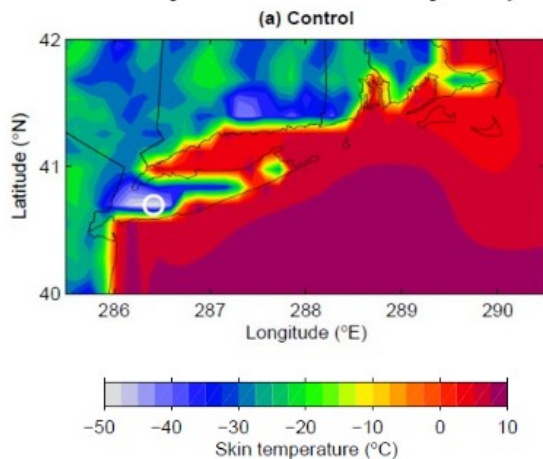 (a) Control
42
41
40
Latitude (°N)
286 287 288 289 290
Longitude (°E)
−50 −40 −30 −20 −10 0 10
Skin temperature (°C)